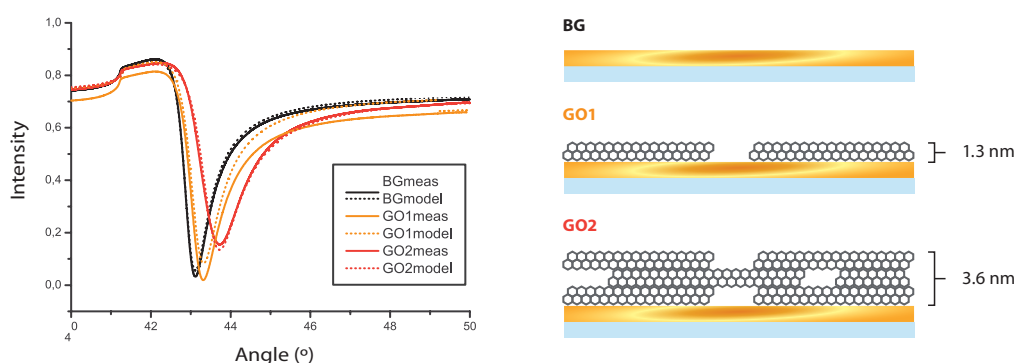 1,0
0,8
0,6
0,4
0,2
0,0
Intensity
40 42 44 46 48 50
4
Angle (º)
BGmeas
BGmodel
GO1meas
GO1model
GO2meas
GO2model
BG
GO1
1.3 nm
GO2
3.6 nm